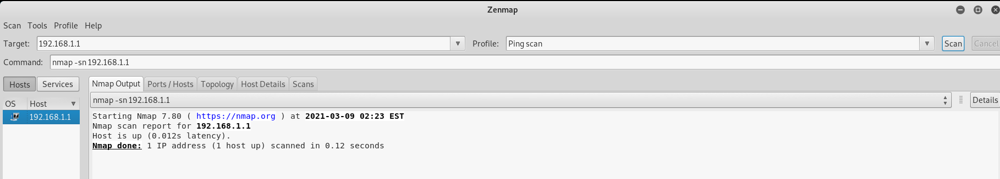 Zenmap
Scan Tools Profile Help
Target: 192.168.1.1 Profile: Ping scan Scan Cancel
Command: nmap -sn 192.168.1.1
Hosts Services Nmap Output Ports / Hosts Topology Host Details Scans
OS Host nmap -sn 192.168.1.1 Details
192.168.1.1
Starting Nmap 7.80 ( https://nmap.org ) at 2021-03-09 02:23 EST
Nmap scan report for 192.168.1.1
Host is up (0.012s latency).
Nmap done: 1 IP address (1 host up) scanned in 0.12 seconds